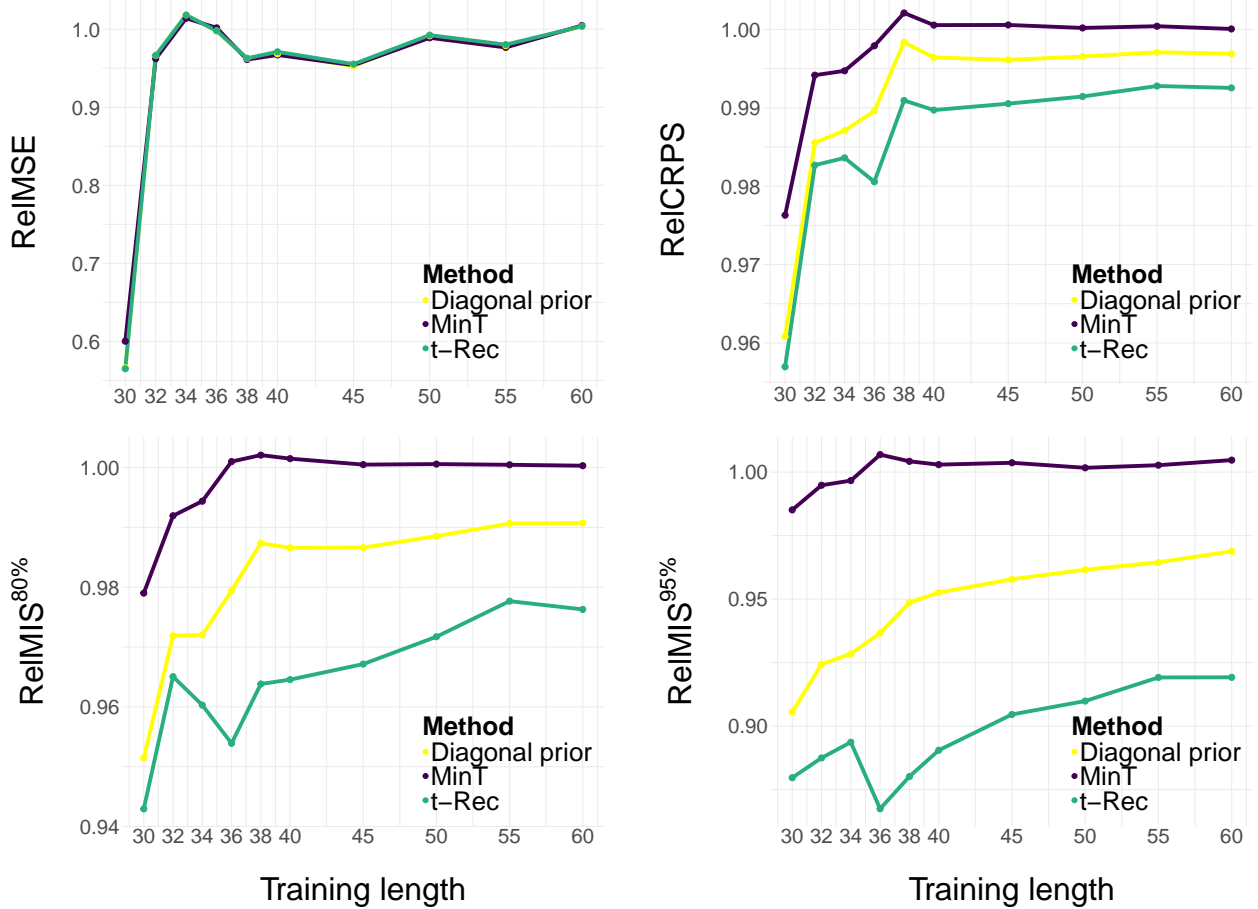 RelMSE
1.0
0.9
0.8
0.7
0.6
30 32 34 36 38 40 45 50 55 60
Method
Diagonal prior
MinT
t−Rec
RelCRPS
1.00
0.99
0.98
0.97
0.96
30 32 34 36 38 40 45 50 55 60
Method
Diagonal prior
MinT
t−Rec
RelMIS80%
1.00
0.98
0.96
0.94
30 32 34 36 38 40 45 50 55 60
Method
Diagonal prior
MinT
t−Rec
Training length
RelMIS95%
1.00
0.95
0.90
30 32 34 36 38 40 45 50 55 60
Method
Diagonal prior
MinT
t−Rec
Training length